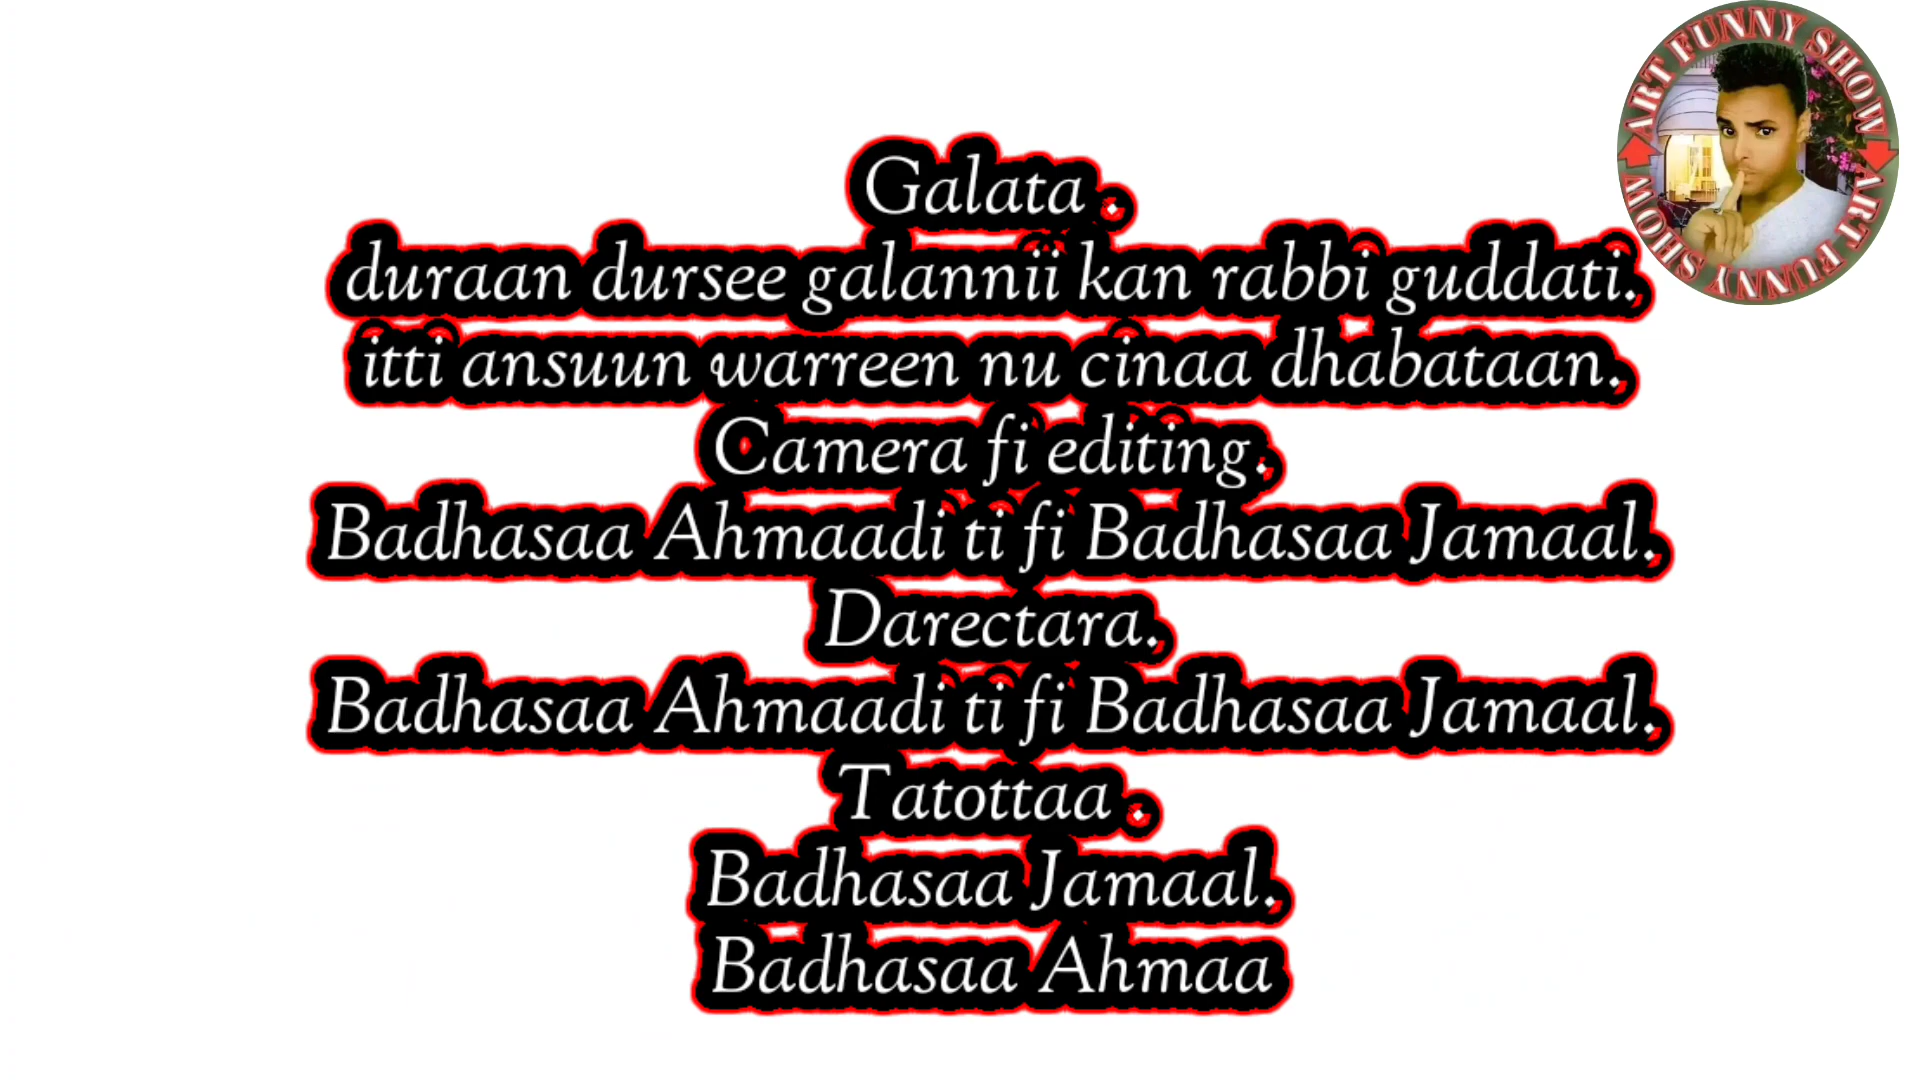 Galata .
duraan dursee galannii kan rabbi guddati.
itti ansuun warreen nu cinaa dhabataan.
Camera fi editing.
Badhasaa Ahmaadi ti fi Badhasaa Jamaal.
Darectara.
Badhasaa Ahmaadi ti fi Badhasaa Jamaal.
Tatottaa .
Badhasaa Jamaal.
Badhasaa Ahmaa
ART FUNNY SHOW
ART FUNNY SHOW